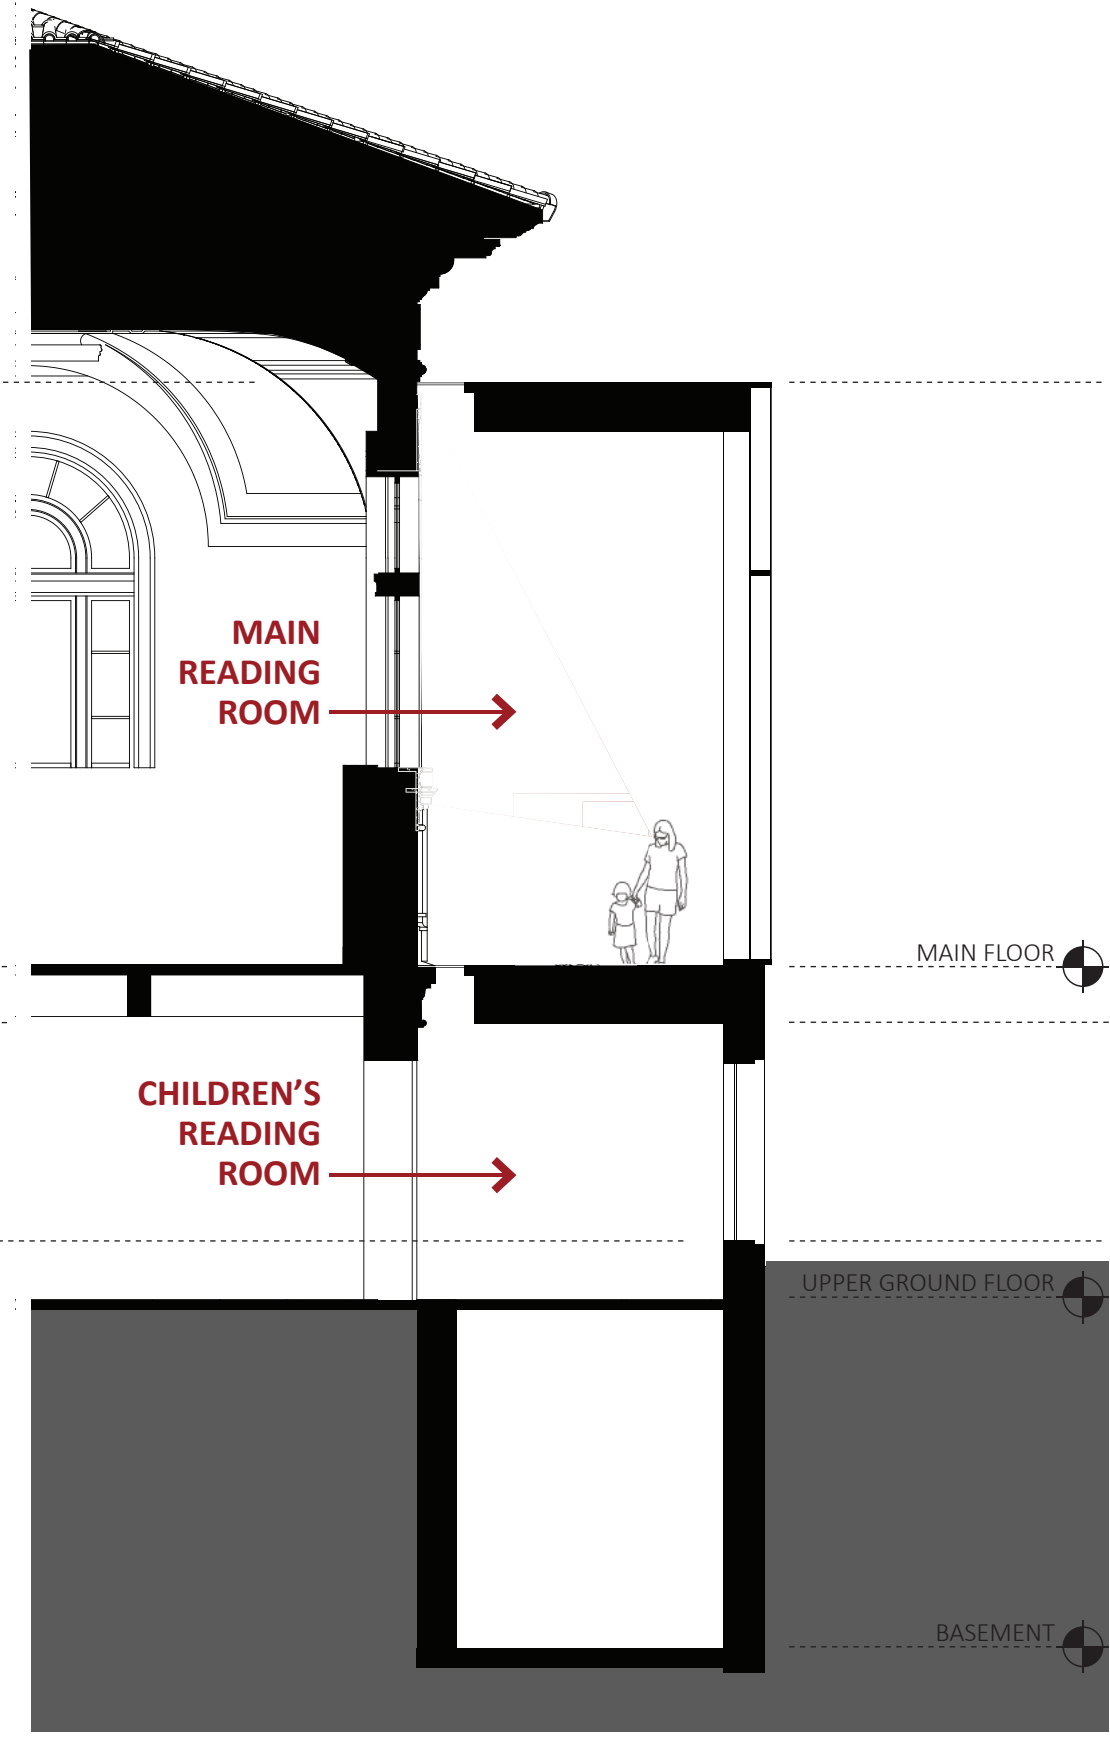 MAIN
READING
ROOM
MAIN FLOOR
CHILDREN’S
READING
ROOM
UPPER GROUND FLOOR
BASEMENT